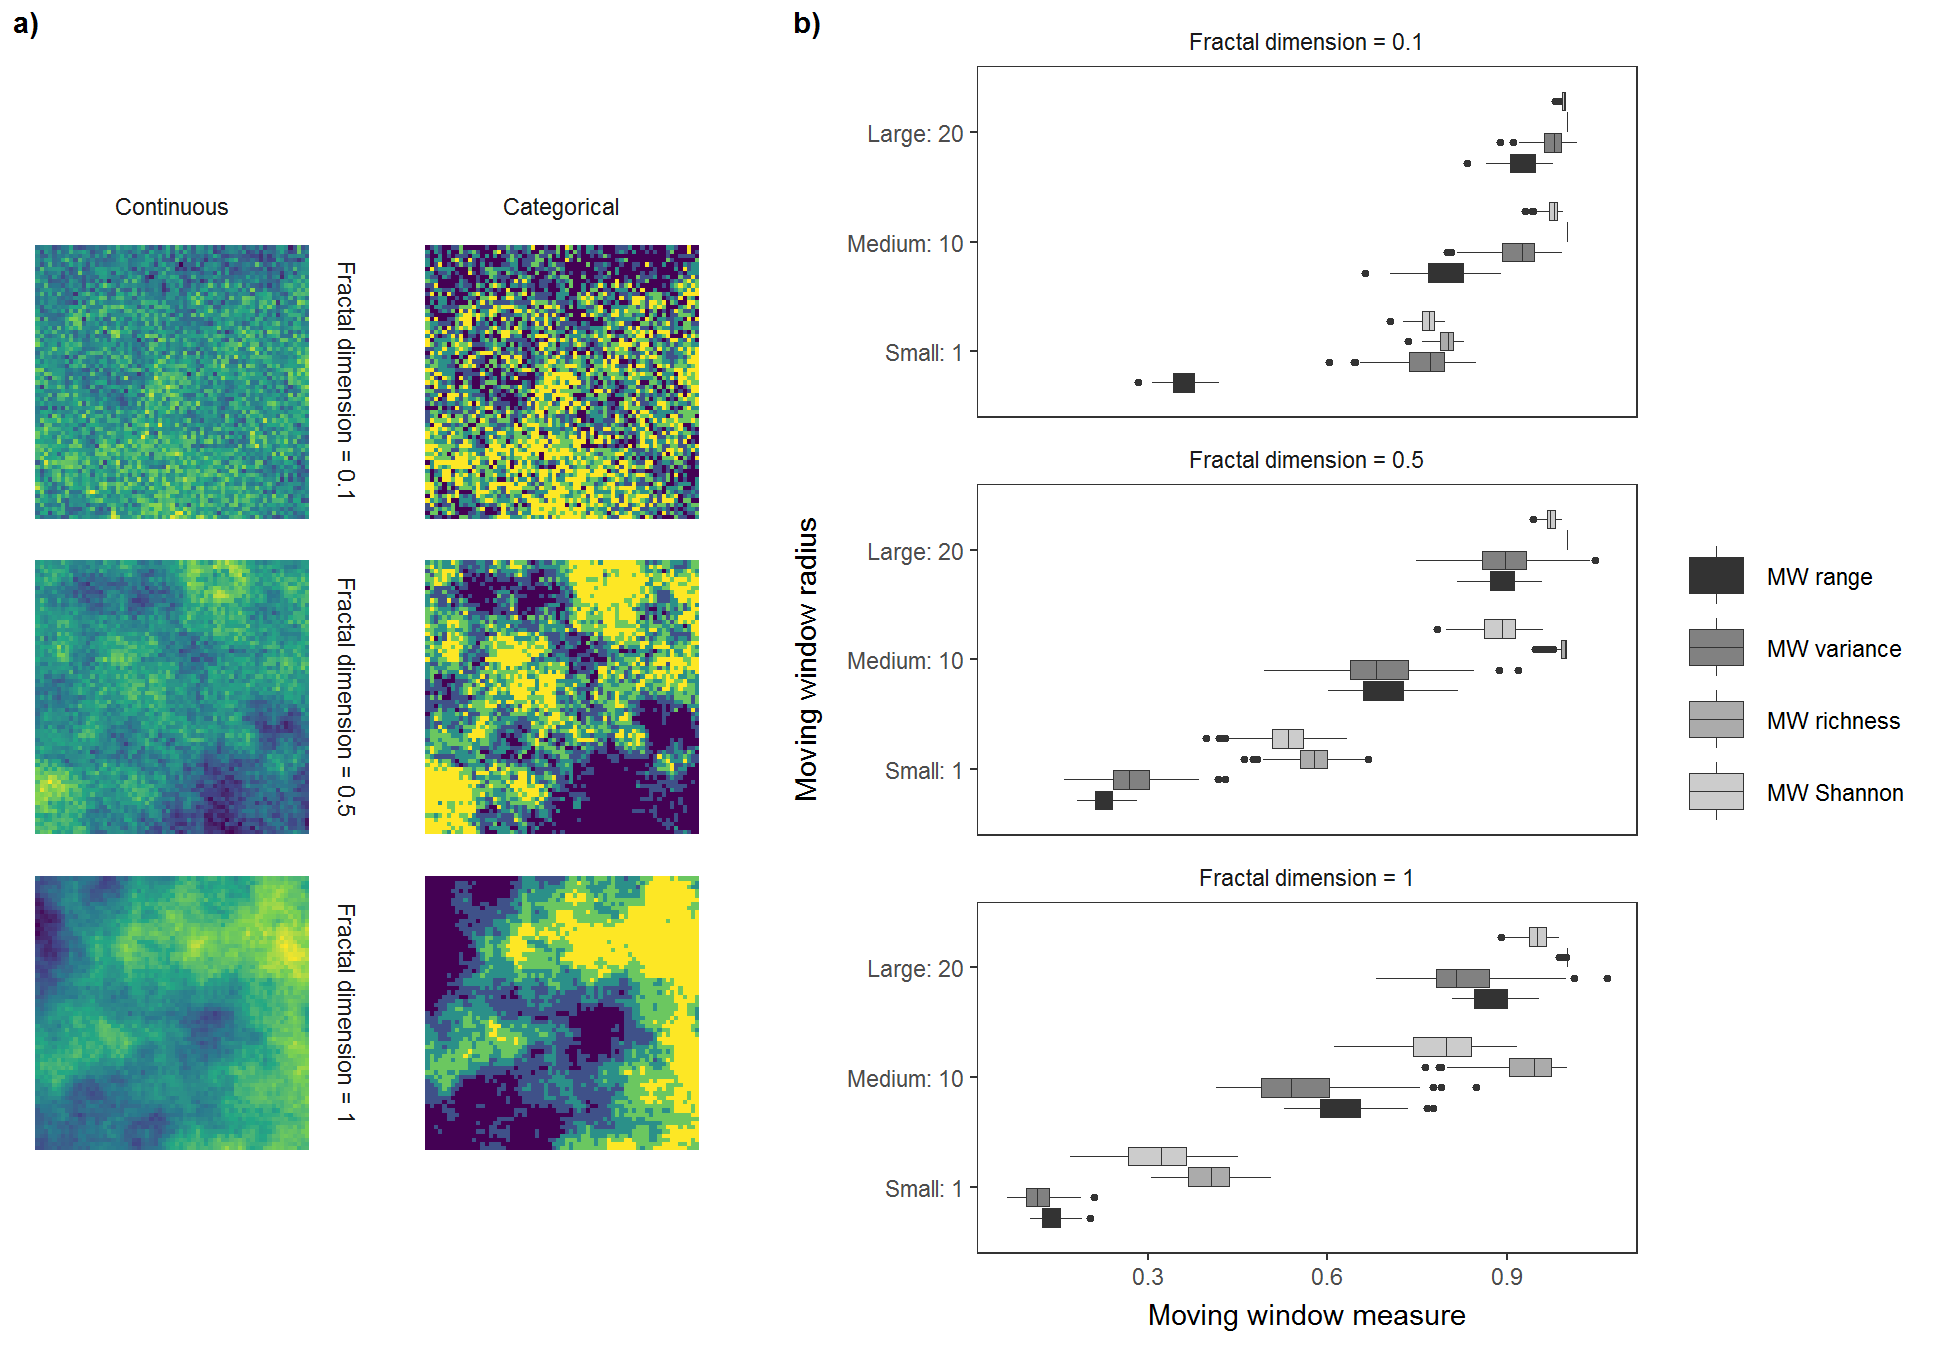 a)
Continuous
Categorical
Fractal dimension = 0.1
Fractal dimension = 0.5
Fractal dimension = 1
b)
Moving window radius
Fractal dimension = 0.1
Large: 20
Medium: 10
Small: 1
Fractal dimension = 0.5
Large: 20
Medium: 10
Small: 1
Fractal dimension = 1
Large: 20
Medium: 10
Small: 1
0.3 0.6 0.9
Moving window measure
MW range
MW variance
MW richness
MW Shannon